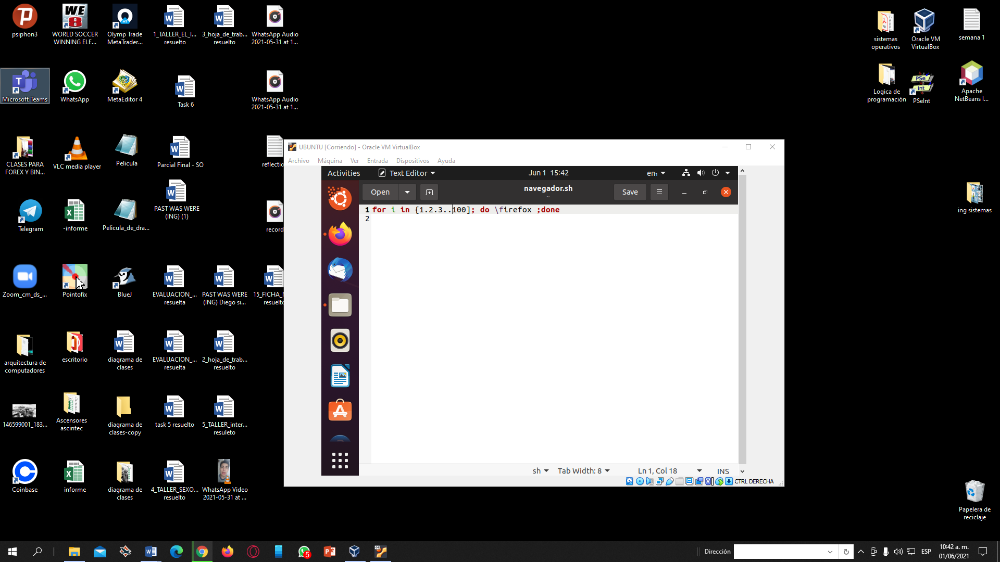 psiphon3
WORLD SOCCER
WINNING ELE...
Olymp Trade
MetaTrader...
1_TALLER_EL_I...
resuelto
3_hoja_de_trab...
resuelto
WhatsApp Audio
2021-05-31 at 1...
sistemas
operativos
Oracle VM
VirtualBox
semana 1
Microsoft Teams
WhatsApp
MetaEditor 4
Task 6
WhatsApp Audio
2021-05-31 at 1...
Logica de
programación
PSeInt
Apache
NetBeans I...
CLASES PARA
FOREX Y BIN...
VLC media player
Pelicula
Parcial Final - SO
reflectio
PAST WAS WERE
(ING) (1)
Telegram
-informe
Pelicula_de_dra...
record
ing sistemas
Zoom_cm_ds_...
Pointofix
BlueJ
EVALUACION_...
resuelta
PAST WAS WERE
(ING) Diego si...
15_FICHA_
resuelto
arquitectura de
computadores
escritorio
diagrama de
clases
EVALUACION_...
resuelta
2_hoja_de_trab...
resuelto
146599001_183...
Ascensores
ascintec
diagrama de
clases-copy
task 5 resuelto
5_TALLER_inter...
resuleto
Coinbase
informe
diagrama de
clases
4_TALLER_SEXO...
resuelto
WhatsApp Video
2021-05-31 at ...
Papelera de
reciclaje
UBUNTU [Corriendo] - Oracle VM VirtualBox
Archivo Máquina Ver Entrada Dispositivos Ayuda
Activities Text Editor Jun 1 15:42 en₁
Open navegador.sh Save
~
1 for i in {1.2.3..100]; do \firefox ;done
2
sh Tab Width: 8 Ln 1, Col 18 INS
CTRL DERECHA
5
Dirección
ESP
10:42 a. m.
01/06/2021
WE
8
PSe
Int